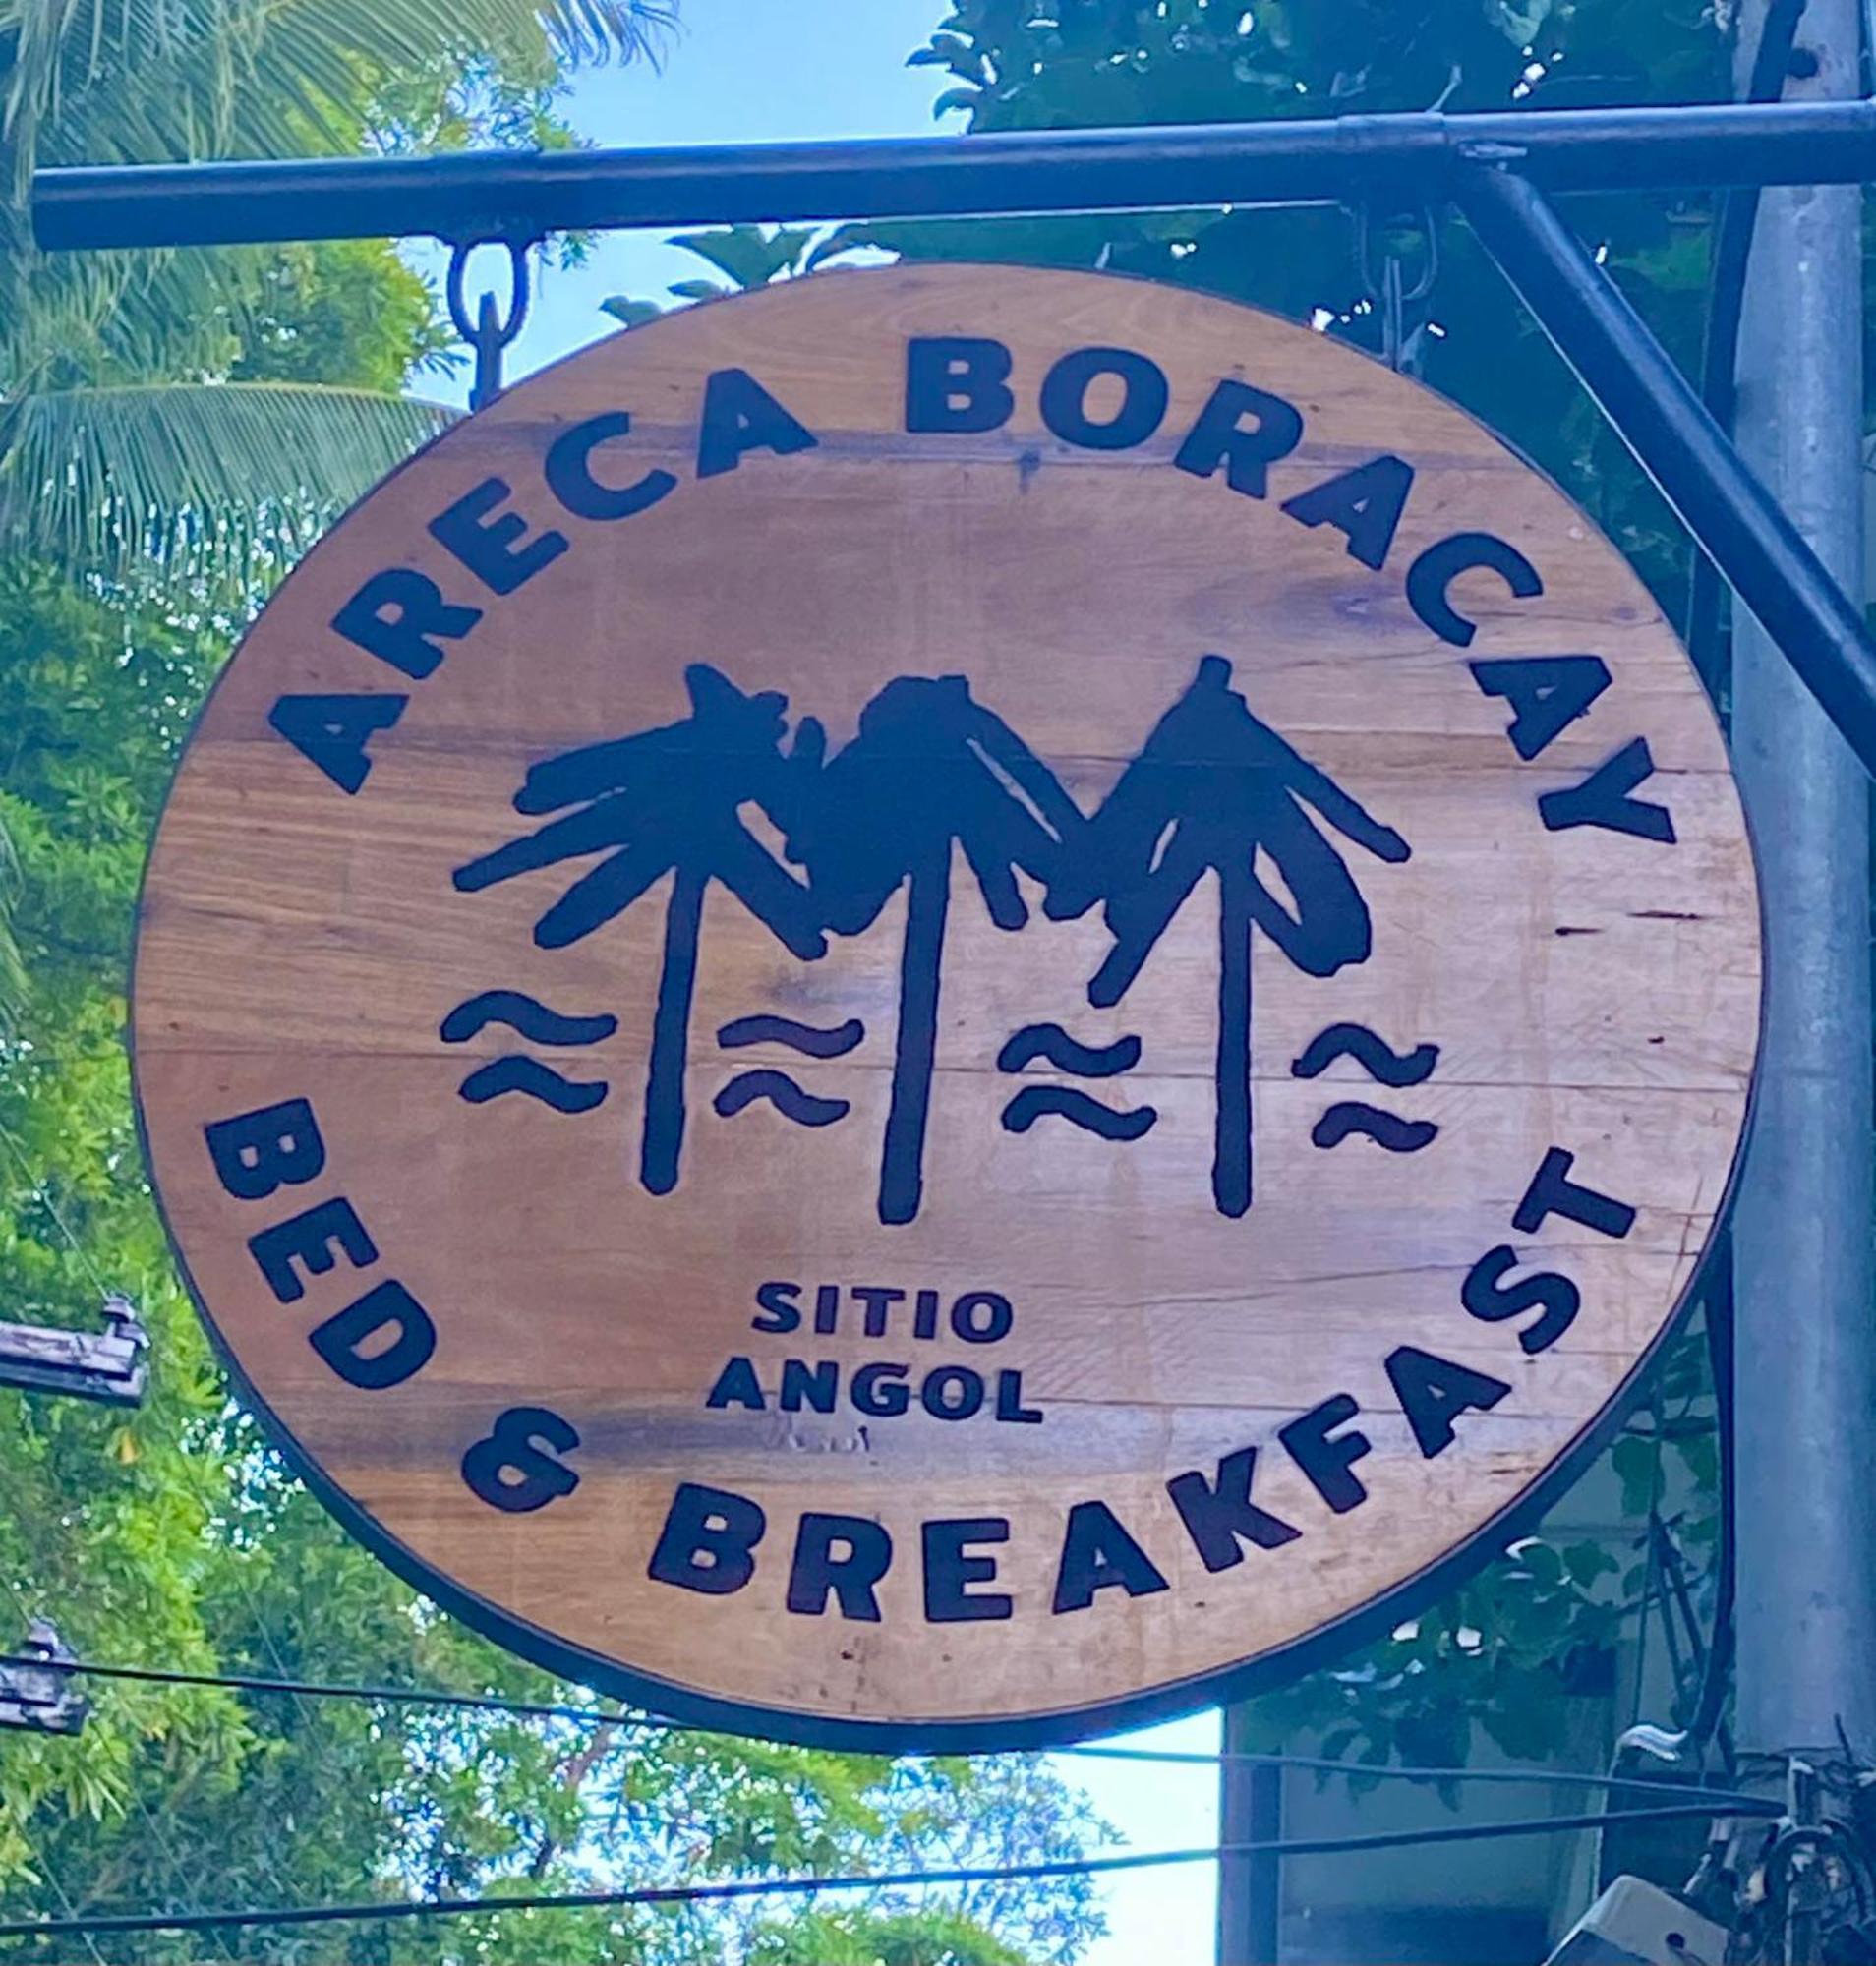 ARECA BORACAY
SITIO
ANGOL
BED & BREAKFAST